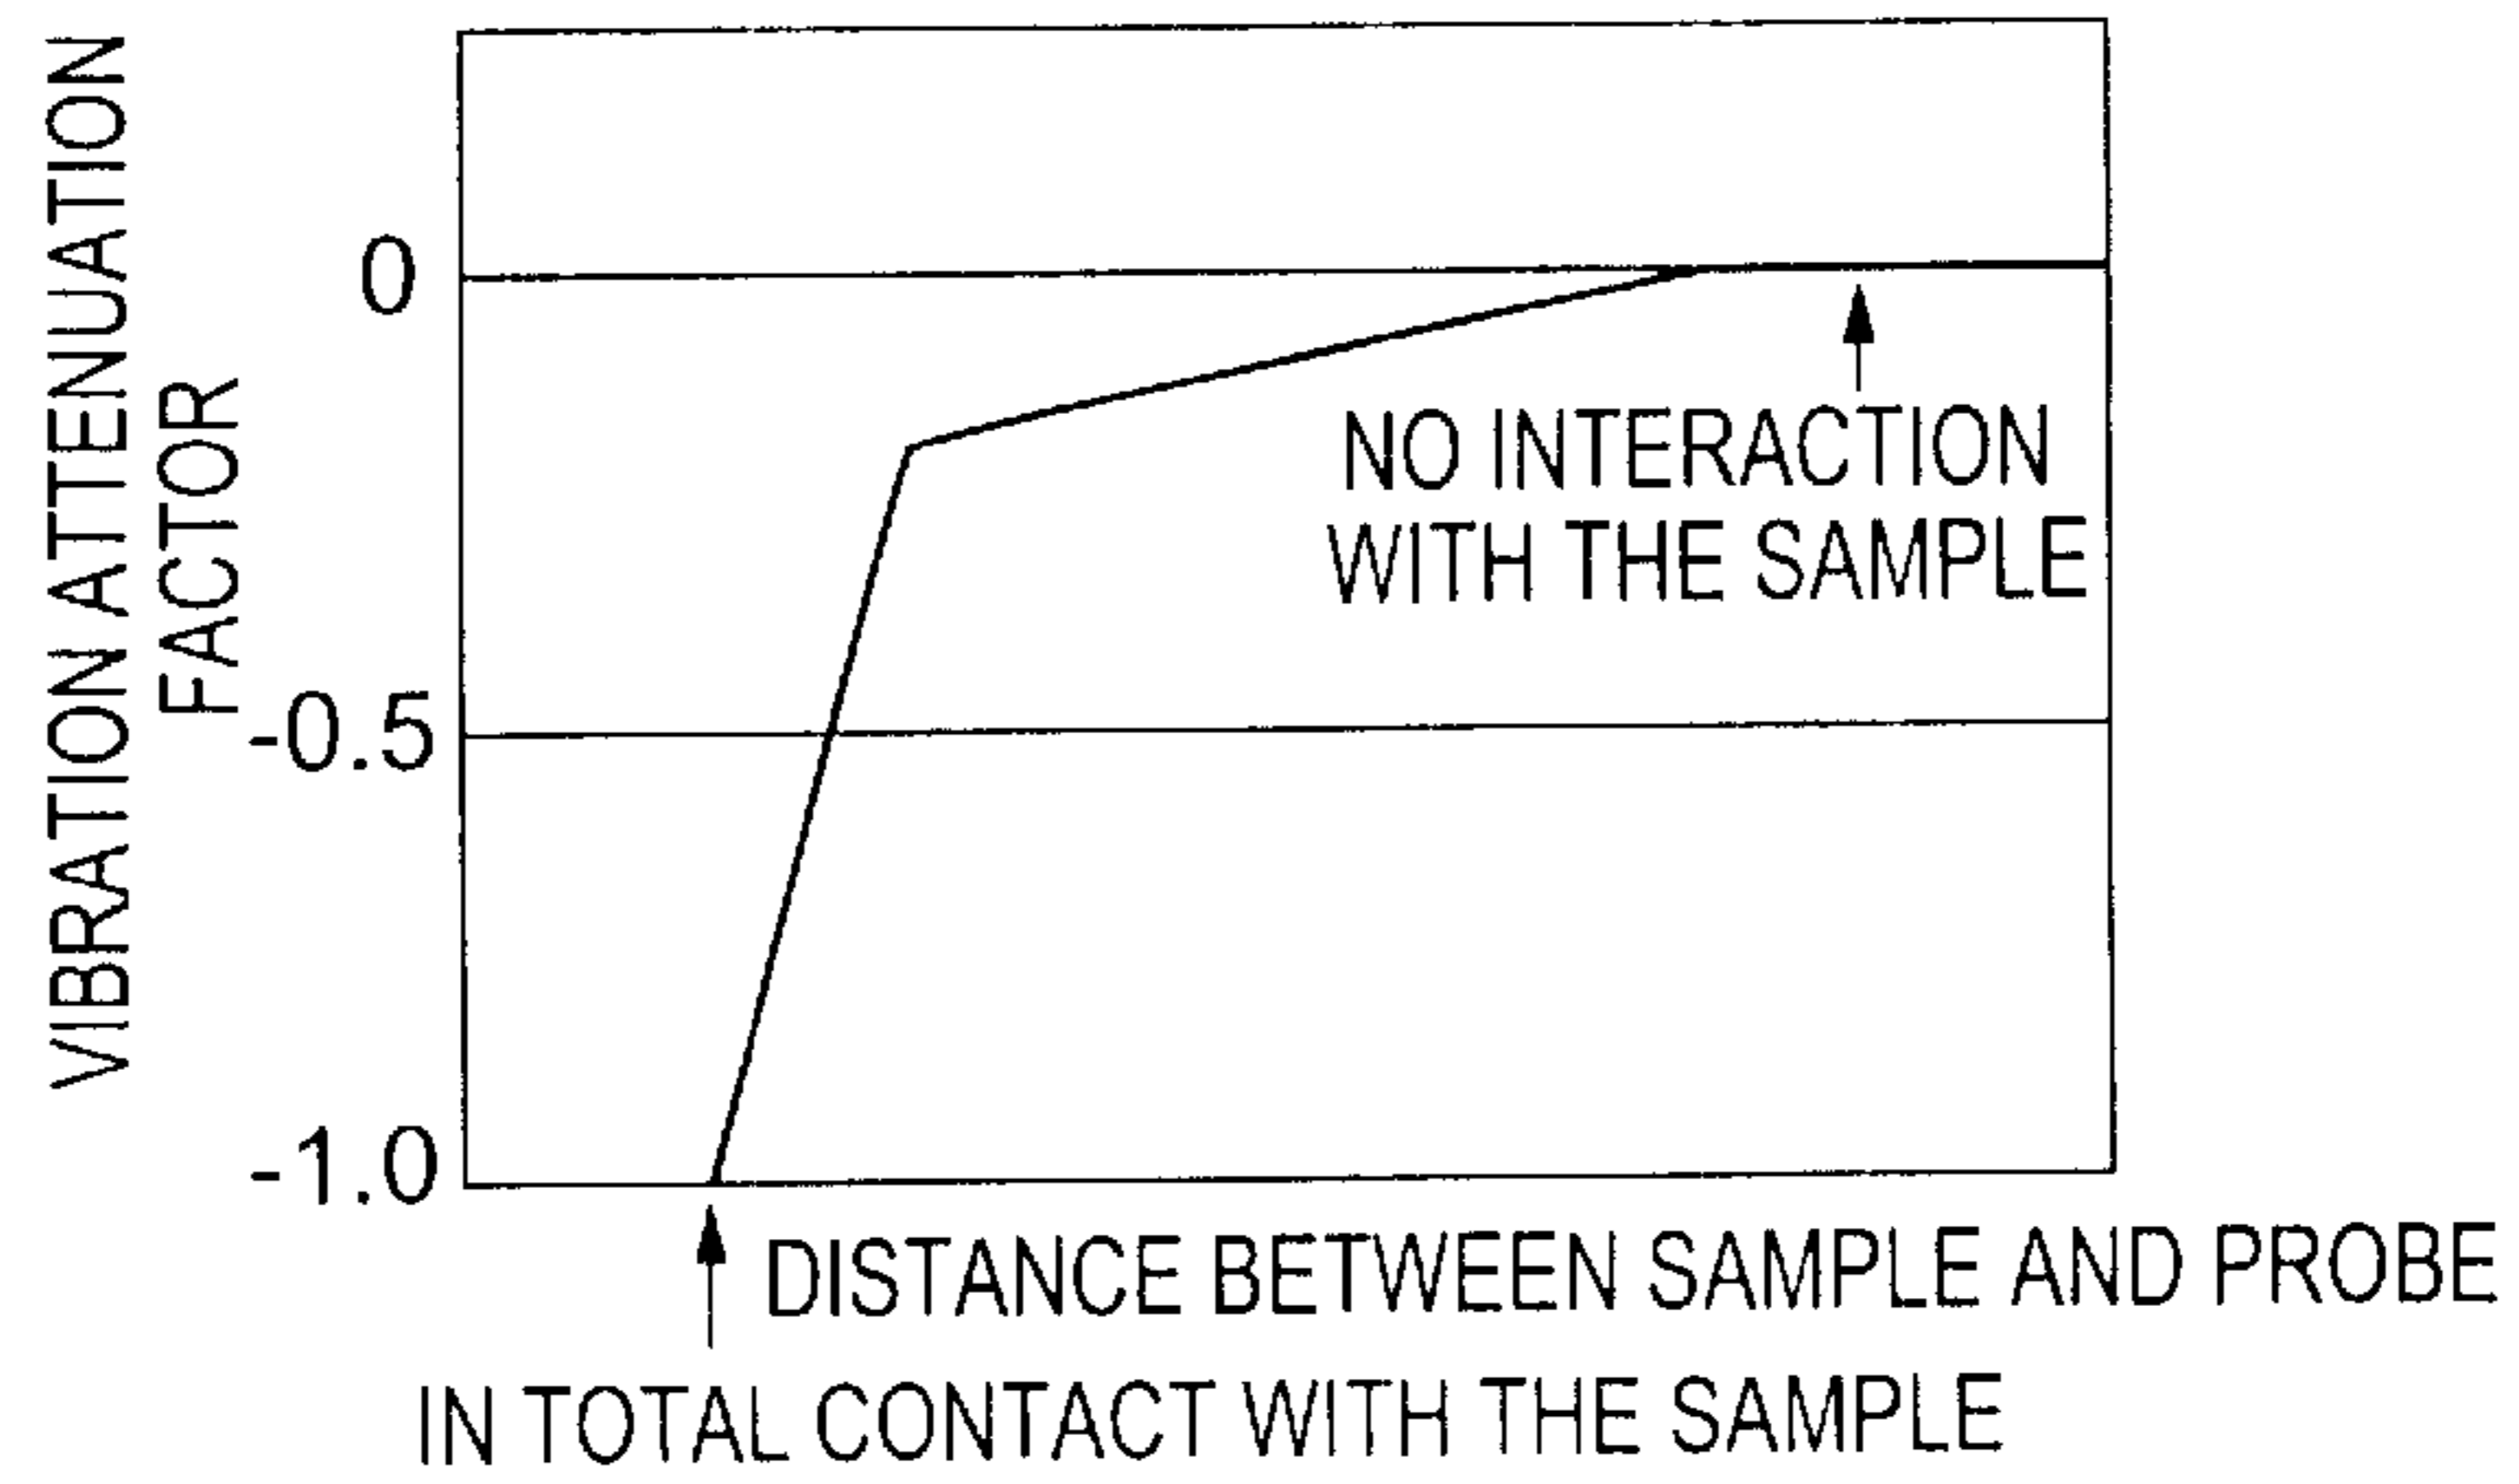 VIBRATION ATTENUATION
FACTOR
0
-0.5
-1.0
NO INTERACTION
WITH THE SAMPLE
DISTANCE BETWEEN SAMPLE AND PROBE
IN TOTAL CONTACT WITH THE SAMPLE